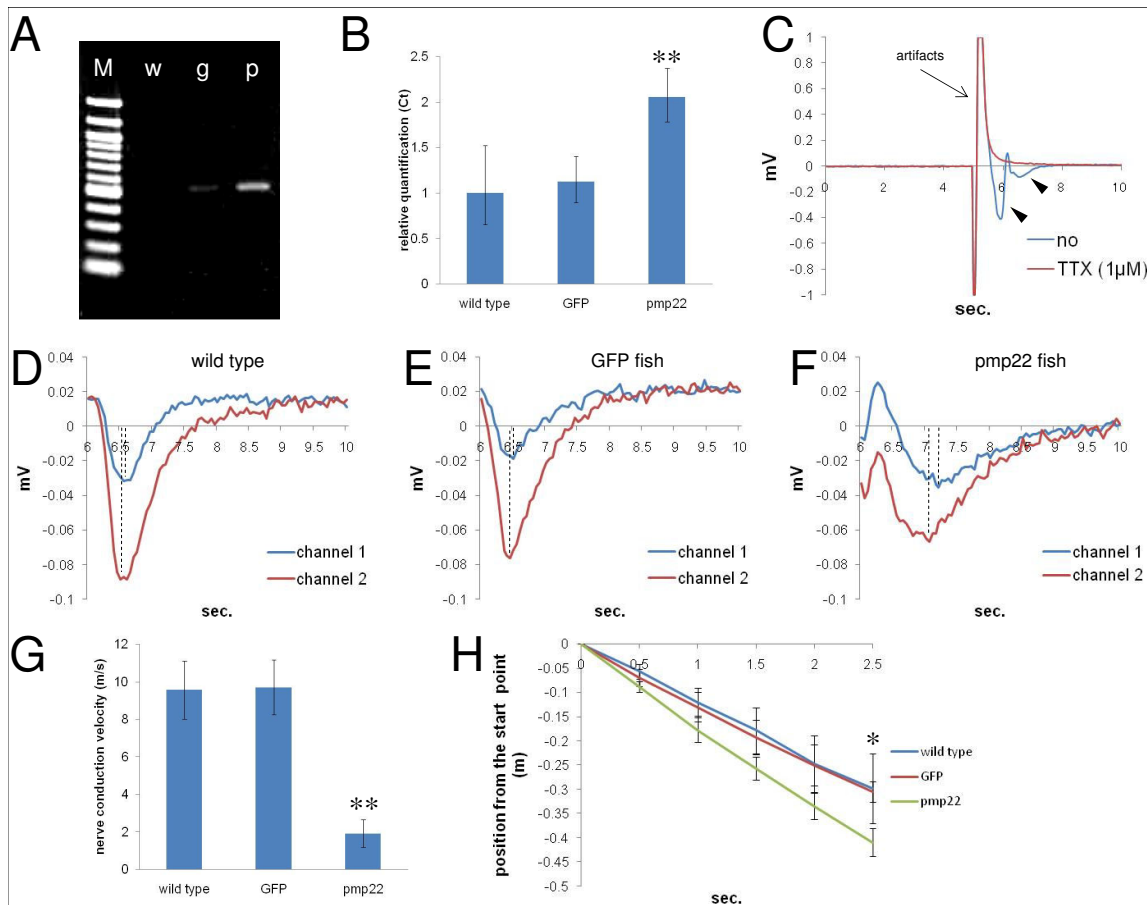 A
M w g p
B
relative quantification (Ct)
2.5
2
1.5
1
0.5
0
**
wild type GFP pmp22
C
artifacts
mV
1
0.8
0.6
0.4
0.2
0
-0.2
-0.4
-0.6
-0.8
-1
0 2 4 6 8 10
no
TTX (1µM)
sec.
D
wild type
mV
0.04
0.02
0
-0.02
-0.04
-0.06
-0.08
-0.1
6 6.5 7 7.5 8 8.5 9 9.5 10
channel 1
channel 2
sec.
E
GFP fish
mV
0.04
0.02
0
-0.02
-0.04
-0.06
-0.08
-0.1
6 6.5 7 7.5 8 8.5 9 9.5 10
channel 1
channel 2
sec.
F
pmp22 fish
mV
0.04
0.02
0
-0.02
-0.04
-0.06
-0.08
-0.1
6 6.5 7 7.5 8 8.5 9 9.5 10
channel 1
channel 2
sec.
G
nerve conduction velocity (m/s)
12
10
8
6
4
2
0
**
wild type GFP pmp22
H
position from the start point
(m)
0
-0.05
-0.1
-0.15
-0.2
-0.25
-0.3
-0.35
-0.4
-0.45
-0.5
0 0.5 1 1.5 2 2.5
*
wild type
GFP
pmp22
sec.